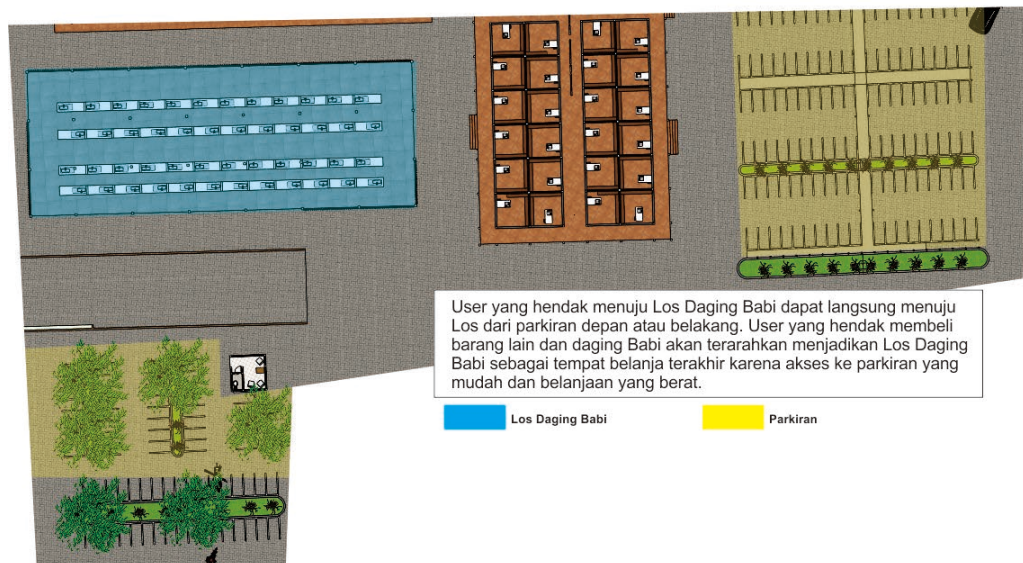 User yang hendak menuju Los Daging Babi dapat langsung menuju
Los dari parkiran depan atau belakang. User yang hendak membeli
barang lain dan daging Babi akan terarahkan menjadikan Los Daging
Babi sebagai tempat belanja terakhir karena akses ke parkiran yang
mudah dan belanjaan yang berat.
Los Daging Babi
Parkiran